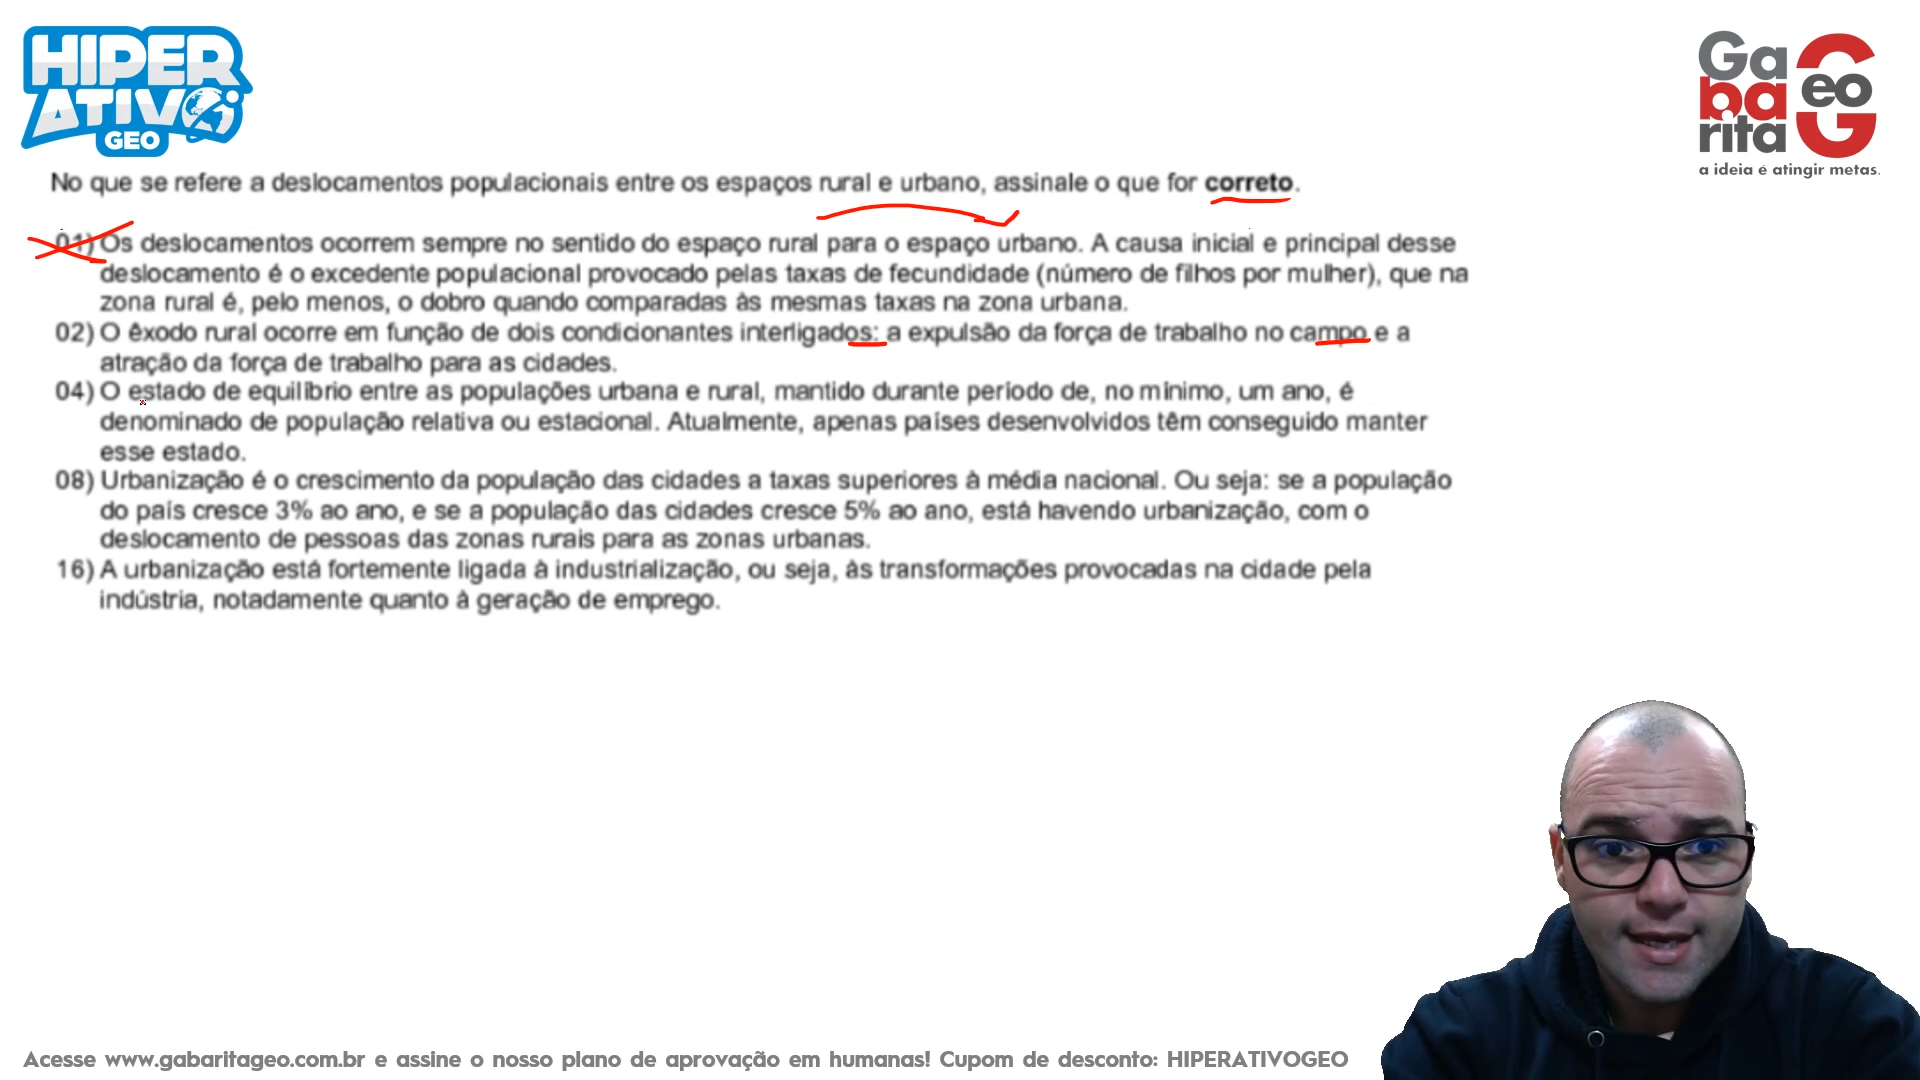 HIPER
ATIVO
GEO
Ga
ba
rita
Geo
a ideia é atingir metas.
No que se refere a deslocamentos populacionais entre os espaços rural e urbano, assinale o que for correto.
01) Os deslocamentos ocorrem sempre no sentido do espaço rural para o espaço urbano. A causa inicial e principal desse
deslocamento é o excedente populacional provocado pelas taxas de fecundidade (número de filhos por mulher), que na
zona rural é, pelo menos, o dobro quando comparadas às mesmas taxas na zona urbana.
02) O êxodo rural ocorre em função de dois condicionantes interligados: a expulsão da força de trabalho no campo e a
atração da força de trabalho para as cidades.
04) O estado de equilíbrio entre as populações urbana e rural, mantido durante período de, no mínimo, um ano, é
denominado de população relativa ou estacional. Atualmente, apenas países desenvolvidos têm conseguido manter
esse estado.
08) Urbanização é o crescimento da população das cidades a taxas superiores à média nacional. Ou seja: se a população
do país cresce 3% ao ano, e se a população das cidades cresce 5% ao ano, está havendo urbanização, com o
deslocamento de pessoas das zonas rurais para as zonas urbanas.
16) A urbanização está fortemente ligada à industrialização, ou seja, às transformações provocadas na cidade pela
indústria, notadamente quanto à geração de emprego.
Acesse www.gabaritageo.com.br e assine o nosso plano de aprovação em humanas! Cupom de desconto: HIPERATIVOGEO